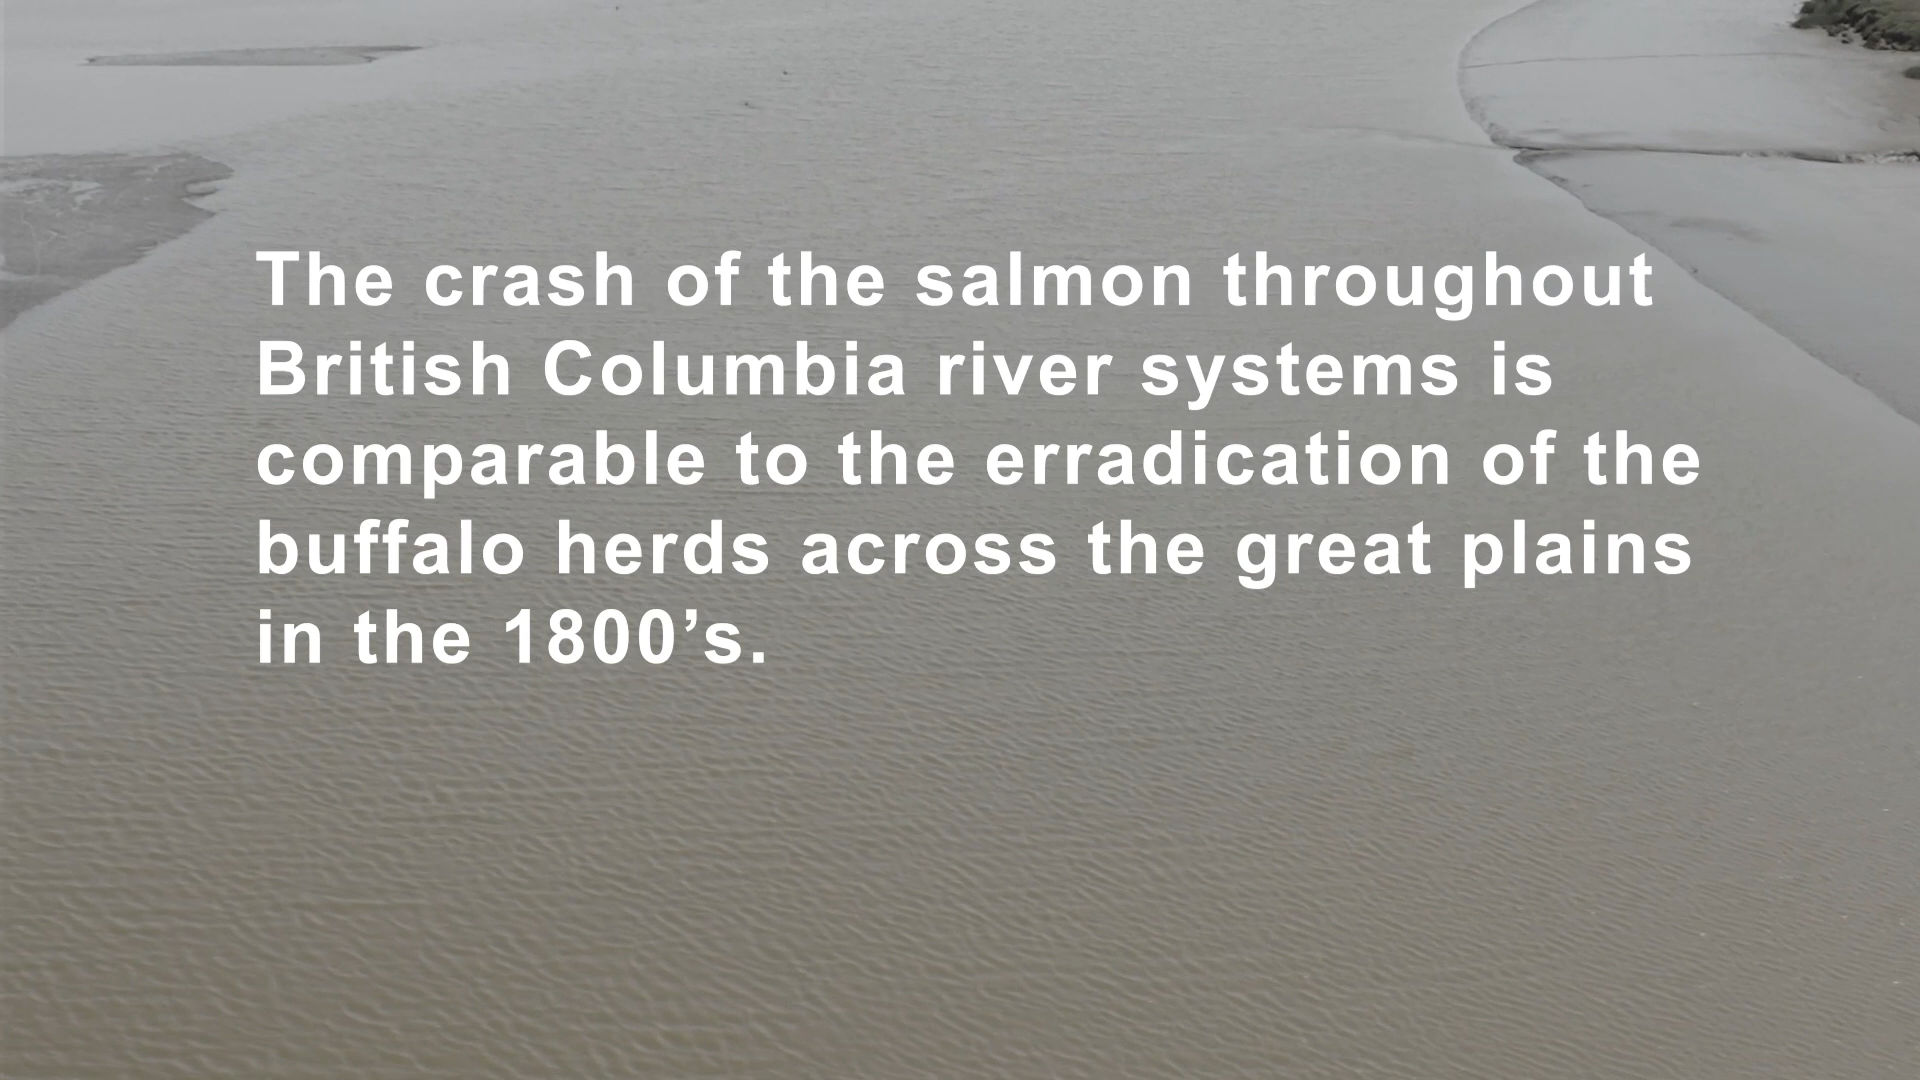 The crash of the salmon throughout
British Columbia river systems is
comparable to the erradication of the
buffalo herds across the great plains
in the 1800’s.